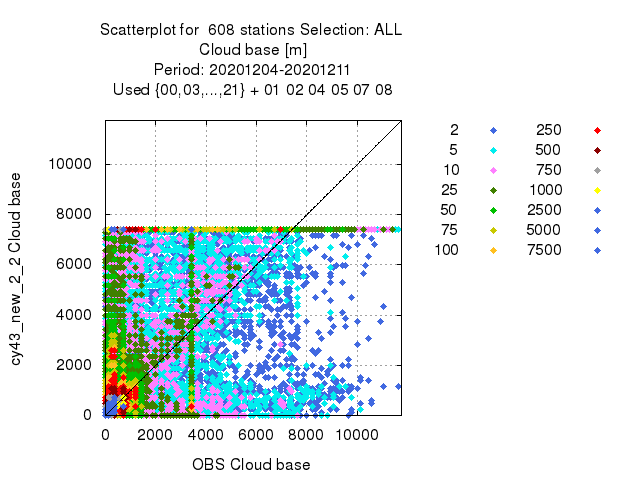 Scatterplot for 608 stations Selection: ALL
Cloud base [m]
Period: 20201204-20201211
Used {00,03,...,21} + 01 02 04 05 07 08
cy43_new_2_2 Cloud base
10000
8000
6000
4000
2000
0
0 2000 4000 6000 8000 10000
OBS Cloud base
2 250
5 500
10 750
25 1000
50 2500
75 5000
100 7500